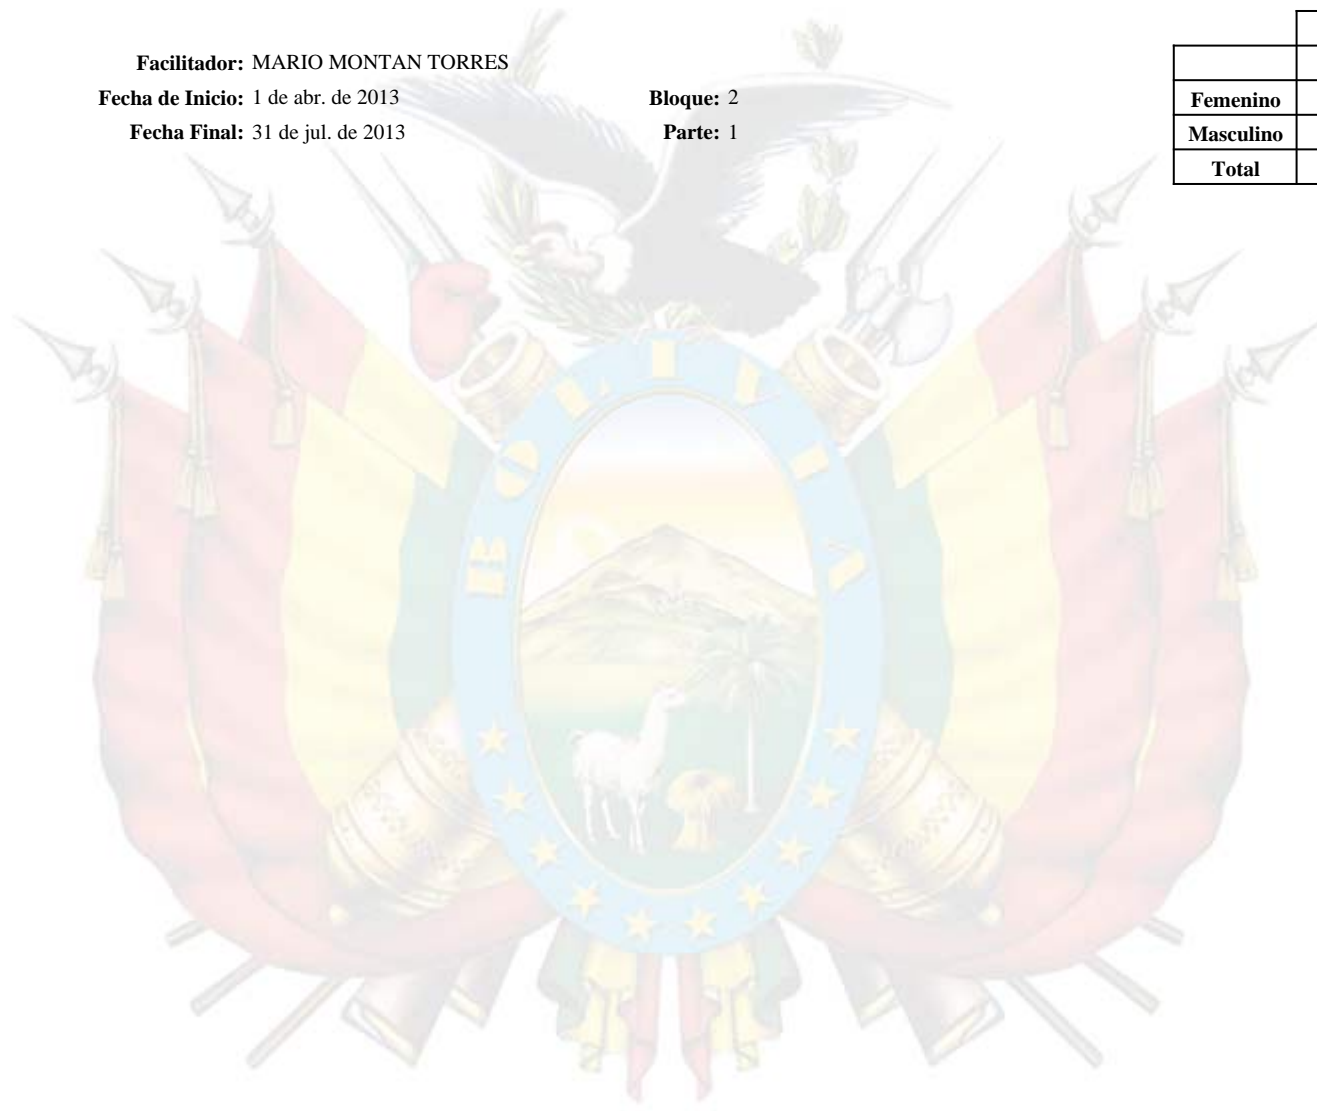 Facilitador: MARIO MONTAN TORRES
Fecha de Inicio: 1 de abr. de 2013 Bloque: 2
Fecha Final: 31 de jul. de 2013 Parte: 1
Femenino
Masculino
Total
BOLIVIA